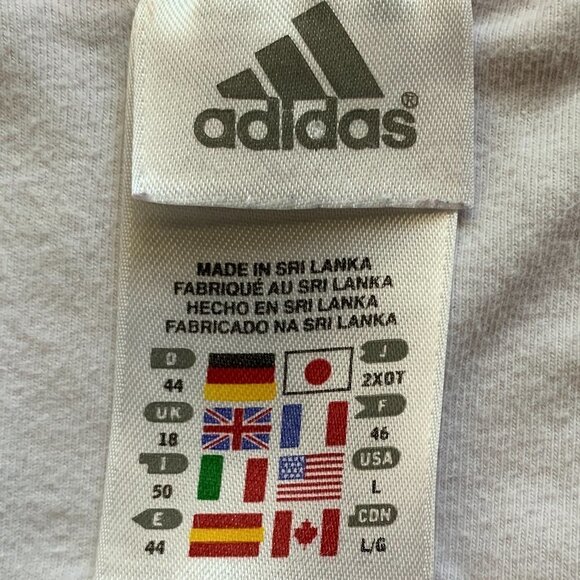 adidas®
MADE IN SRI LANKA
FABRIQUÉ AU SRI LANKA
HECHO EN SRI LANKA
FABRICADO NA SRI LANKA
D J
44 2XOT
UK F
18 46
I USA
50 L
E CDN
44 L/G